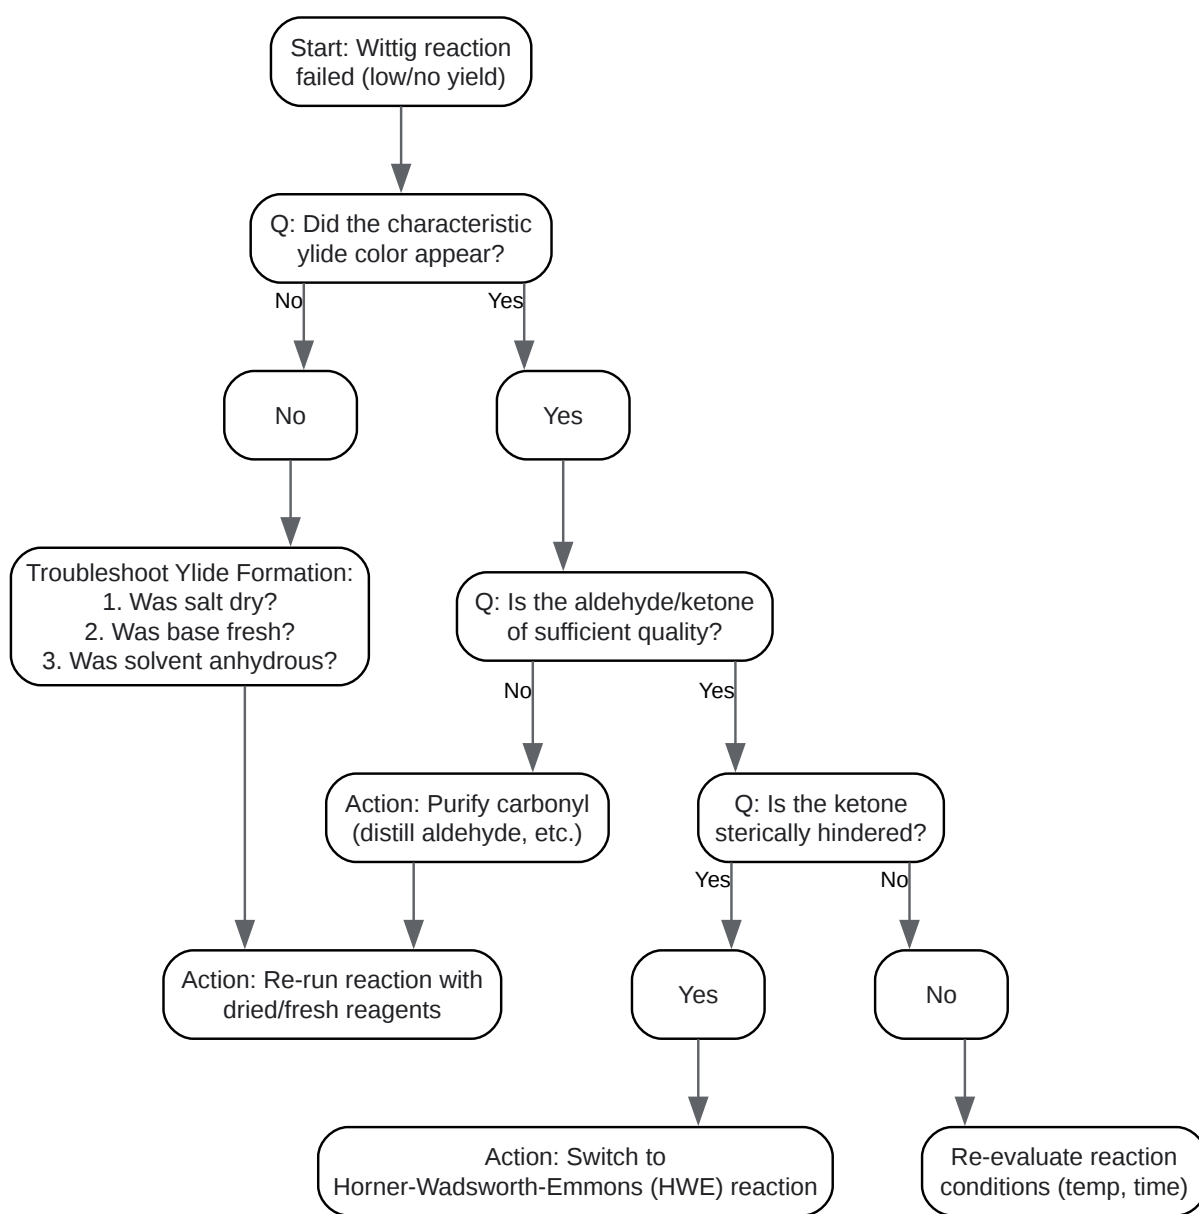 Start: Wittig reaction
failed (low/no yield)
Q: Did the characteristic
ylide color appear?
No
Yes
No
Yes
Troubleshoot Ylide Formation:
1. Was salt dry?
2. Was base fresh?
3. Was solvent anhydrous?
Q: Is the aldehyde/ketone
of sufficient quality?
No
Yes
Action: Purify carbonyl
(distill aldehyde, etc.)
Q: Is the ketone
sterically hindered?
Yes
No
Action: Re-run reaction with
dried/fresh reagents
Yes
No
Action: Switch to
Horner-Wadsworth-Emmons (HWE) reaction
Re-evaluate reaction
conditions (temp, time)